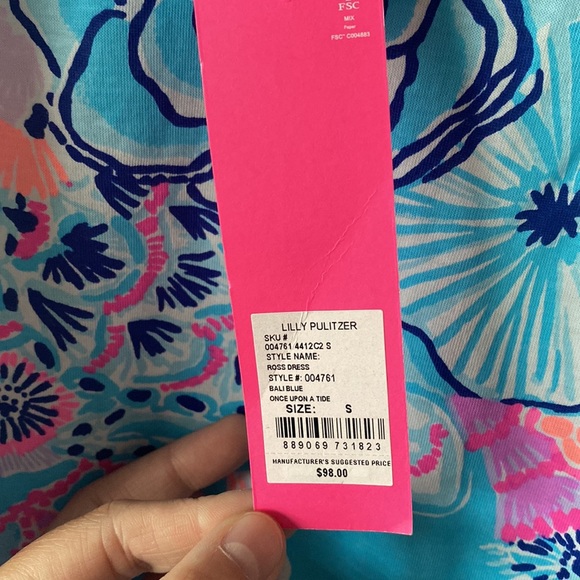 FSC
MIX
Paper
FSC® C004693
LILLY PULITZER
SKU #
004761 4412C2 S
STYLE NAME:
ROSS DRESS
STYLE #: 004761
BALI BLUE
ONCE UPON A TIDE
SIZE: S
889069 731823
MANUFACTURER'S SUGGESTED PRICE
$98.00